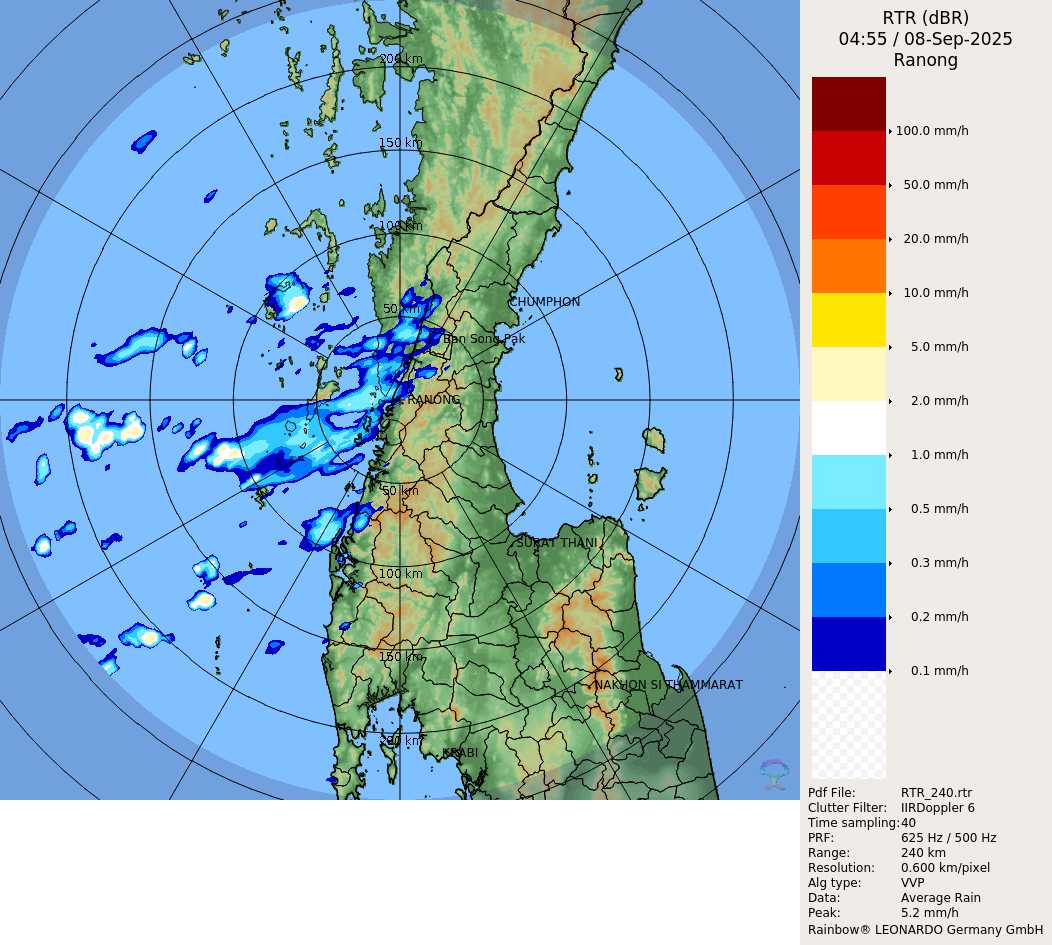 RTR (dBR)
04:55 / 08-Sep-2025
Ranong
100.0 mm/h
50.0 mm/h
20.0 mm/h
10.0 mm/h
5.0 mm/h
2.0 mm/h
1.0 mm/h
0.5 mm/h
0.3 mm/h
0.2 mm/h
0.1 mm/h
200 km
150 km
100 km
50 km
CHUMPHON
Ban Song Pak
RANONG
50 km
SURAT THANI
100 km
150 km
NAKHON SI THAMMARAT
200 km
KRABI
Pdf File: RTR_240.rtr
Clutter Filter: IIRDoppler 6
Time sampling:40
PRF: 625 Hz / 500 Hz
Range: 240 km
Resolution: 0.600 km/pixel
Alg type: VVP
Data: Average Rain
Peak: 5.2 mm/h
Rainbow® LEONARDO Germany GmbH